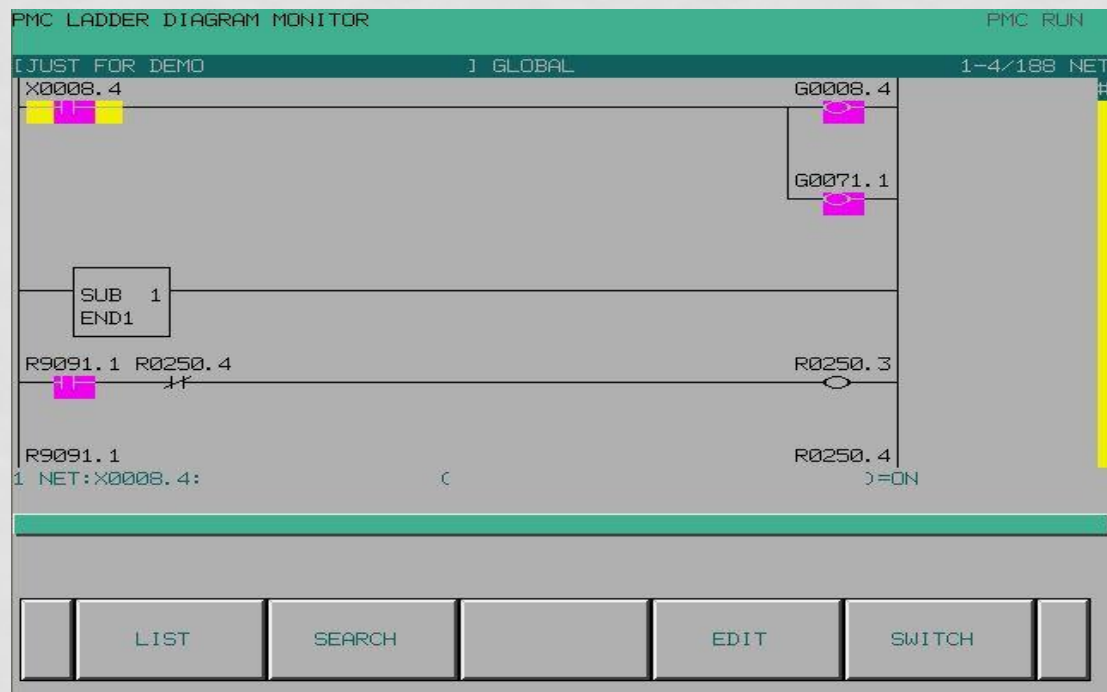 PMC LADDER DIAGRAM MONITOR PMC RUN
[JUST FOR DEMO ] GLOBAL 1-4/188 NET
X0008.4 G0008.4
G0071.1
SUB 1
END1
R9091.1 R0250.4 R0250.3
R9091.1 R0250.4
1 NET:X0008.4: ( )=ON
LIST SEARCH EDIT SWITCH